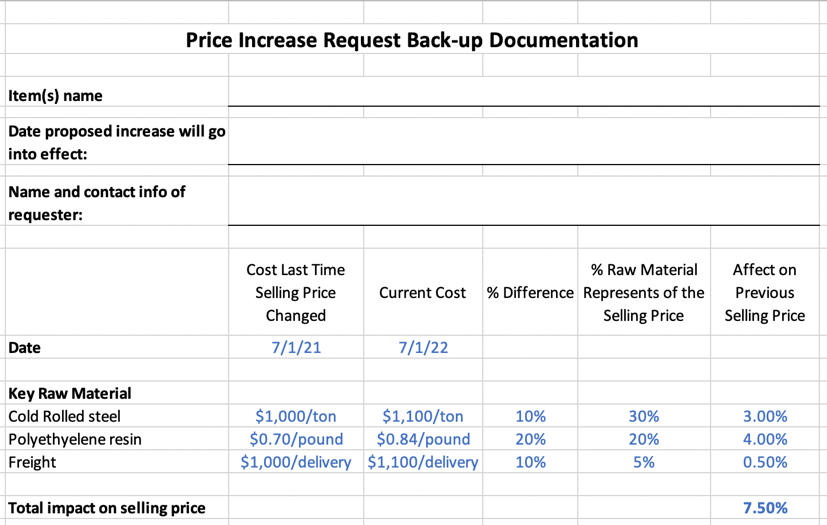 Price Increase Request Back-up Documentation
Item(s) name
Date proposed increase will go
into effect:
Name and contact info of
requester:
Cost Last Time
Selling Price
Changed
Current Cost
% Difference
% Raw Material
Represents of the
Selling Price
Affect on
Previous
Selling Price
Date 7/1/21 7/1/22
Key Raw Material
Cold Rolled steel $1,000/ton $1,100/ton 10% 30% 3.00%
Polyethyelene resin $0.70/pound $0.84/pound 20% 20% 4.00%
Freight $1,000/delivery $1,100/delivery 10% 5% 0.50%
Total impact on selling price 7.50%